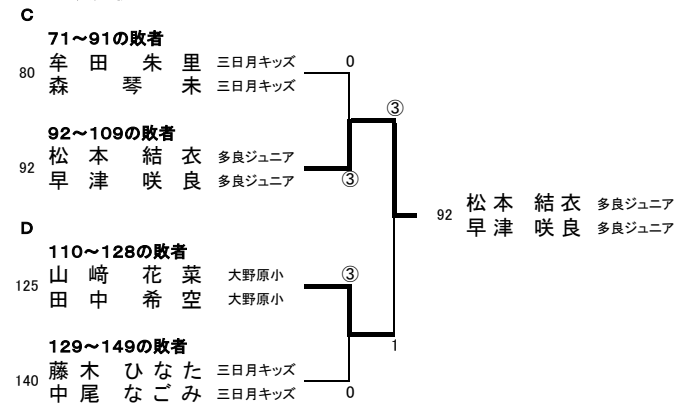 C
71～91の敗者
80 牟田 朱里 三日月キッズ 0
森 琴未 三日月キッズ
③
92～109の敗者
92 松本 結衣 多良ジュニア
早津 咲良 多良ジュニア ③
92 松本 結衣 多良ジュニア
早津 咲良 多良ジュニア
D
110～128の敗者
125 山﨑 花菜 大野原小 ③
田中 希空 大野原小
129～149の敗者 1
140 藤木 ひなた 三日月キッズ
中尾 なごみ 三日月キッズ 0